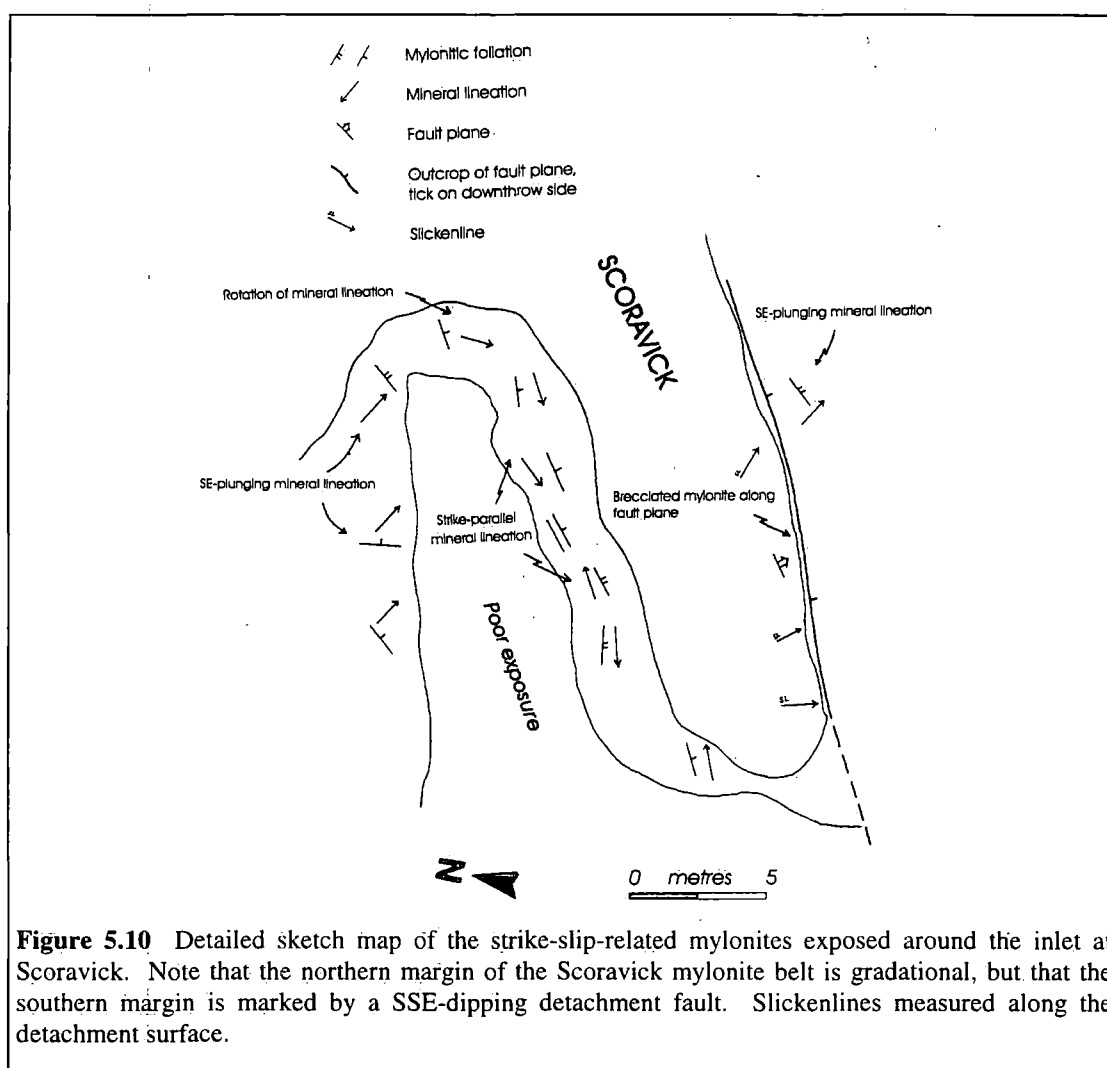 Mylonitic foliation
Mineral lineation
Fault plane
Outcrop of fault plane,
tick on downthrow side
Slickenline
SCORAVICK
Rotation of mineral lineation
SE-plunging mineral lineation
SE-plunging mineral lineation
Strike-parallel
mineral lineation
Brecciated mylonite along
fault plane
Poor exposure
SL
N
0 metres 5
Figure 5.10 Detailed sketch map of the strike-slip-related mylonites exposed around the inlet at
Scoravick. Note that the northern margin of the Scoravick mylonite belt is gradational, but that the
southern margin is marked by a SSE-dipping detachment fault. Slickenlines measured along the
detachment surface.